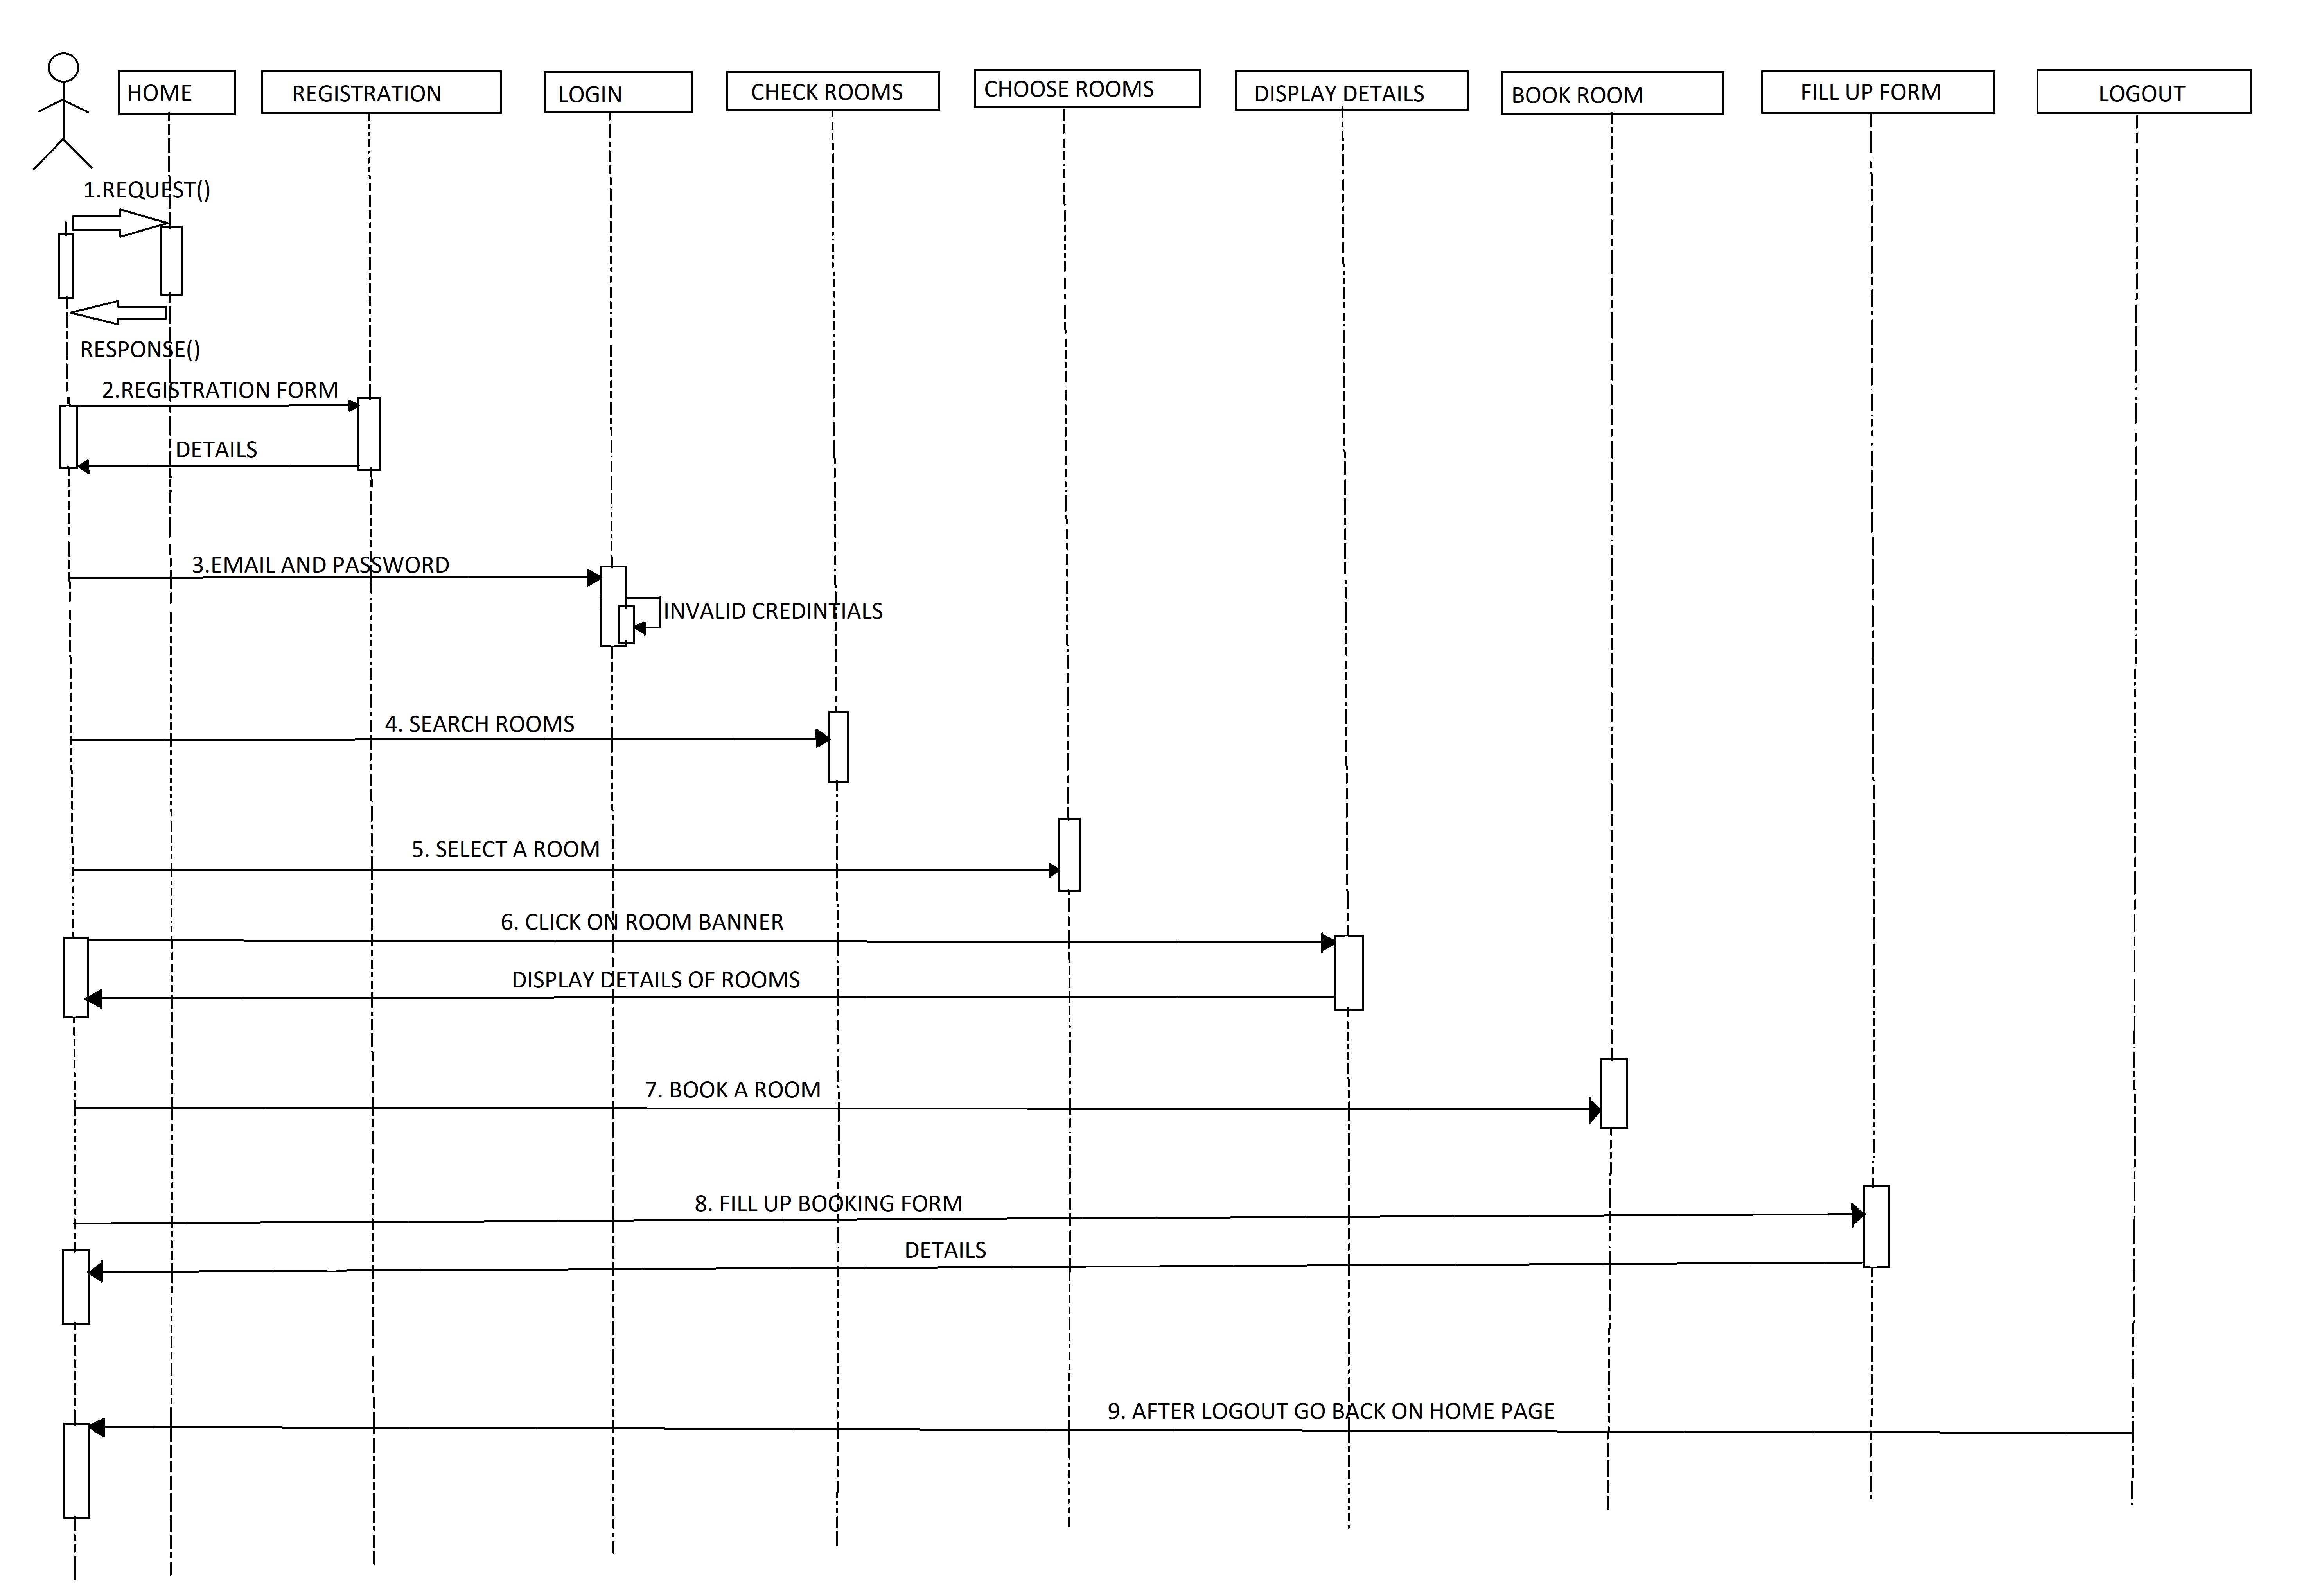 HOME
REGISTRATION
LOGIN
CHECK ROOMS
CHOOSE ROOMS
DISPLAY DETAILS
BOOK ROOM
FILL UP FORM
LOGOUT
1.REQUEST()
RESPONSE()
2.REGISTRATION FORM
DETAILS
3.EMAIL AND PASSWORD
INVALID CREDINTIALS
4. SEARCH ROOMS
5. SELECT A ROOM
6. CLICK ON ROOM BANNER
DISPLAY DETAILS OF ROOMS
7. BOOK A ROOM
8. FILL UP BOOKING FORM
DETAILS
9. AFTER LOGOUT GO BACK ON HOME PAGE